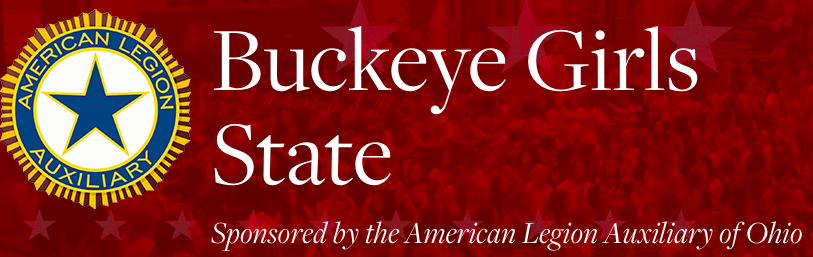 AMERICAN LEGION
AUXILIARY
Buckeye Girls
State
Sponsored by the American Legion Auxiliary of Ohio